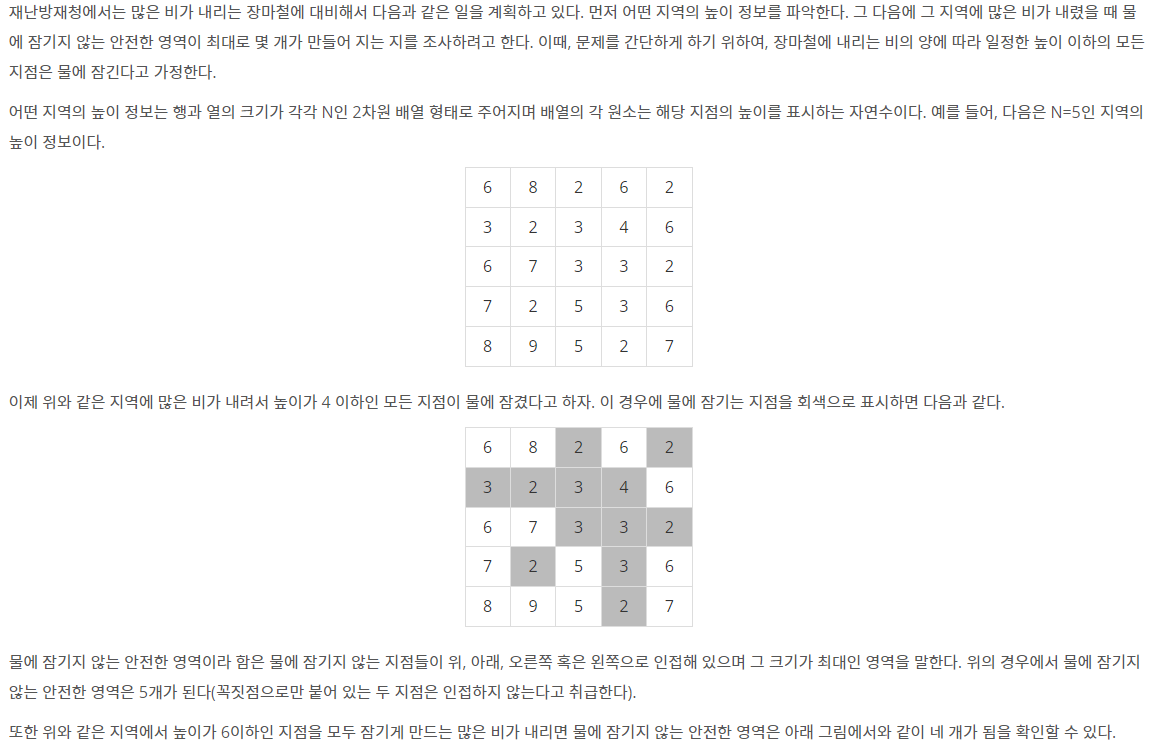 재난방재청에서는 많은 비가 내리는 장마철에 대비해서 다음과 같은 일을 계획하고 있다. 먼저 어떤 지역의 높이 정보를 파악한다. 그 다음에 그 지역에 많은 비가 내렸을 때 물
에 잠기지 않는 안전한 영역이 최대로 몇 개가 만들어 지는 지를 조사하려고 한다. 이때, 문제를 간단하게 하기 위하여, 장마철에 내리는 비의 양에 따라 일정한 높이 이하의 모든
지점은 물에 잠긴다고 가정한다.
어떤 지역의 높이 정보는 행과 열의 크기가 각각 N인 2차원 배열 형태로 주어지며 배열의 각 원소는 해당 지점의 높이를 표시하는 자연수이다. 예를 들어, 다음은 N=5인 지역의
높이 정보이다.
6 8 2 6 2
3 2 3 4 6
6 7 3 3 2
7 2 5 3 6
8 9 5 2 7
이제 위와 같은 지역에 많은 비가 내려서 높이가 4 이하인 모든 지점이 물에 잠겼다고 하자. 이 경우에 물에 잠기는 지점을 회색으로 표시하면 다음과 같다.
6 8 2 6 2
3 2 3 4 6
6 7 3 3 2
7 2 5 3 6
8 9 5 2 7
물에 잠기지 않는 안전한 영역이라 함은 물에 잠기지 않는 지점들이 위, 아래, 오른쪽 혹은 왼쪽으로 인접해 있으며 그 크기가 최대인 영역을 말한다. 위의 경우에서 물에 잠기지
않는 안전한 영역은 5개가 된다(꼭짓점으로만 붙어 있는 두 지점은 인접하지 않는다고 취급한다).
또한 위와 같은 지역에서 높이가 6이하인 지점을 모두 잠기게 만드는 많은 비가 내리면 물에 잠기지 않는 안전한 영역은 아래 그림에서와 같이 네 개가 됨을 확인할 수 있다.